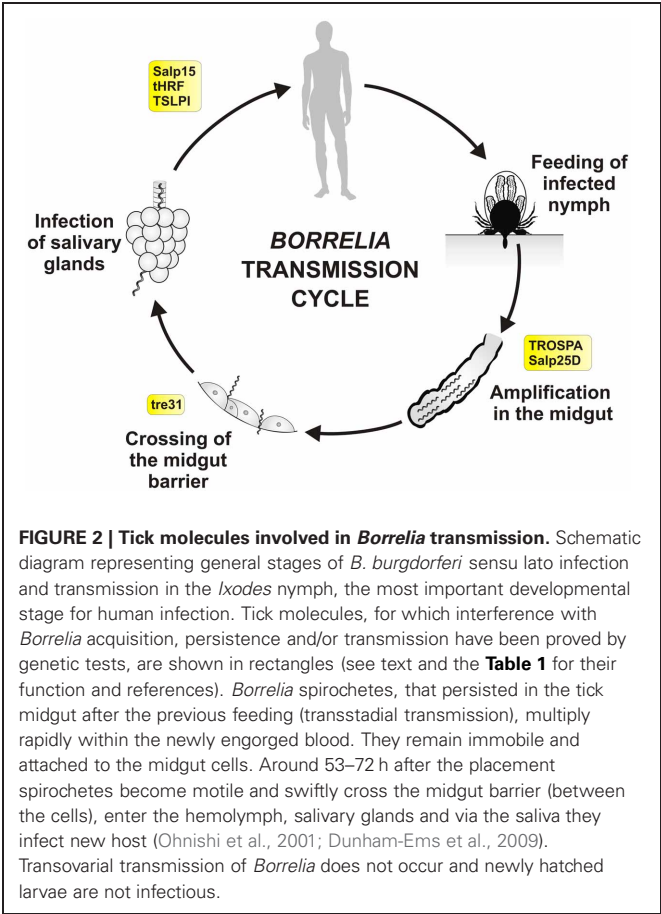 Salp15
tHRF
TSLPI
Feeding of
infected
nymph
Infection
of salivary
glands
BORRELIA
TRANSMISSION
CYCLE
TROSPA
Salp25D
Amplification
in the midgut
tre31
Crossing of
the midgut
barrier
FIGURE 2 | Tick molecules involved in Borrelia transmission. Schematic
diagram representing general stages of B. burgdorferi sensu lato infection
and transmission in the Ixodes nymph, the most important developmental
stage for human infection. Tick molecules, for which interference with
Borrelia acquisition, persistence and/or transmission have been proved by
genetic tests, are shown in rectangles (see text and the Table 1 for their
function and references). Borrelia spirochetes, that persisted in the tick
midgut after the previous feeding (transstadial transmission), multiply
rapidly within the newly engorged blood. They remain immobile and
attached to the midgut cells. Around 53–72 h after the placement
spirochetes become motile and swiftly cross the midgut barrier (between
the cells), enter the hemolymph, salivary glands and via the saliva they
infect new host (Ohnishi et al., 2001; Dunham-Ems et al., 2009).
Transovarial transmission of Borrelia does not occur and newly hatched
larvae are not infectious.